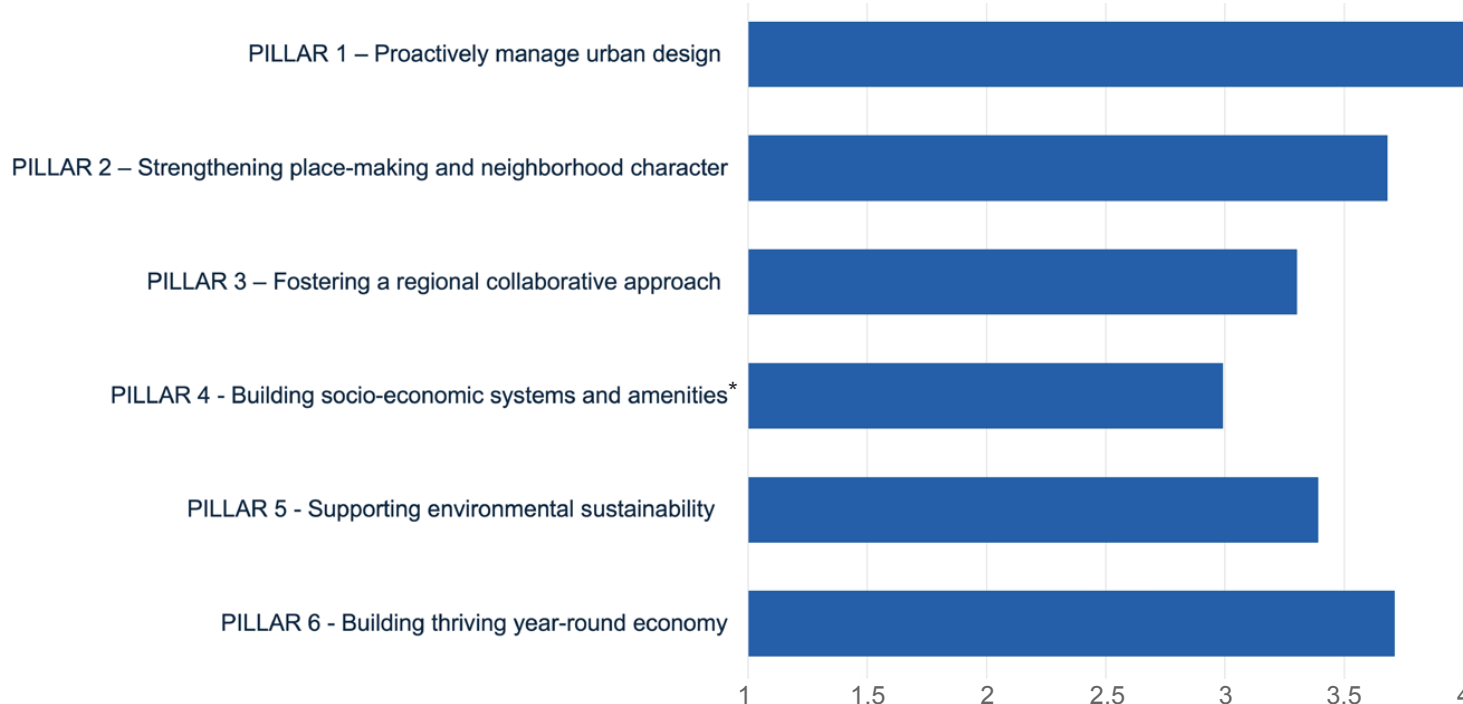 PILLAR 1 – Proactively manage urban design
PILLAR 2 – Strengthening place-making and neighborhood character
PILLAR 3 – Fostering a regional collaborative approach
PILLAR 4 - Building socio-economic systems and amenities*
PILLAR 5 - Supporting environmental sustainability
PILLAR 6 - Building thriving year-round economy
1 1.5 2 2.5 3 3.5 4